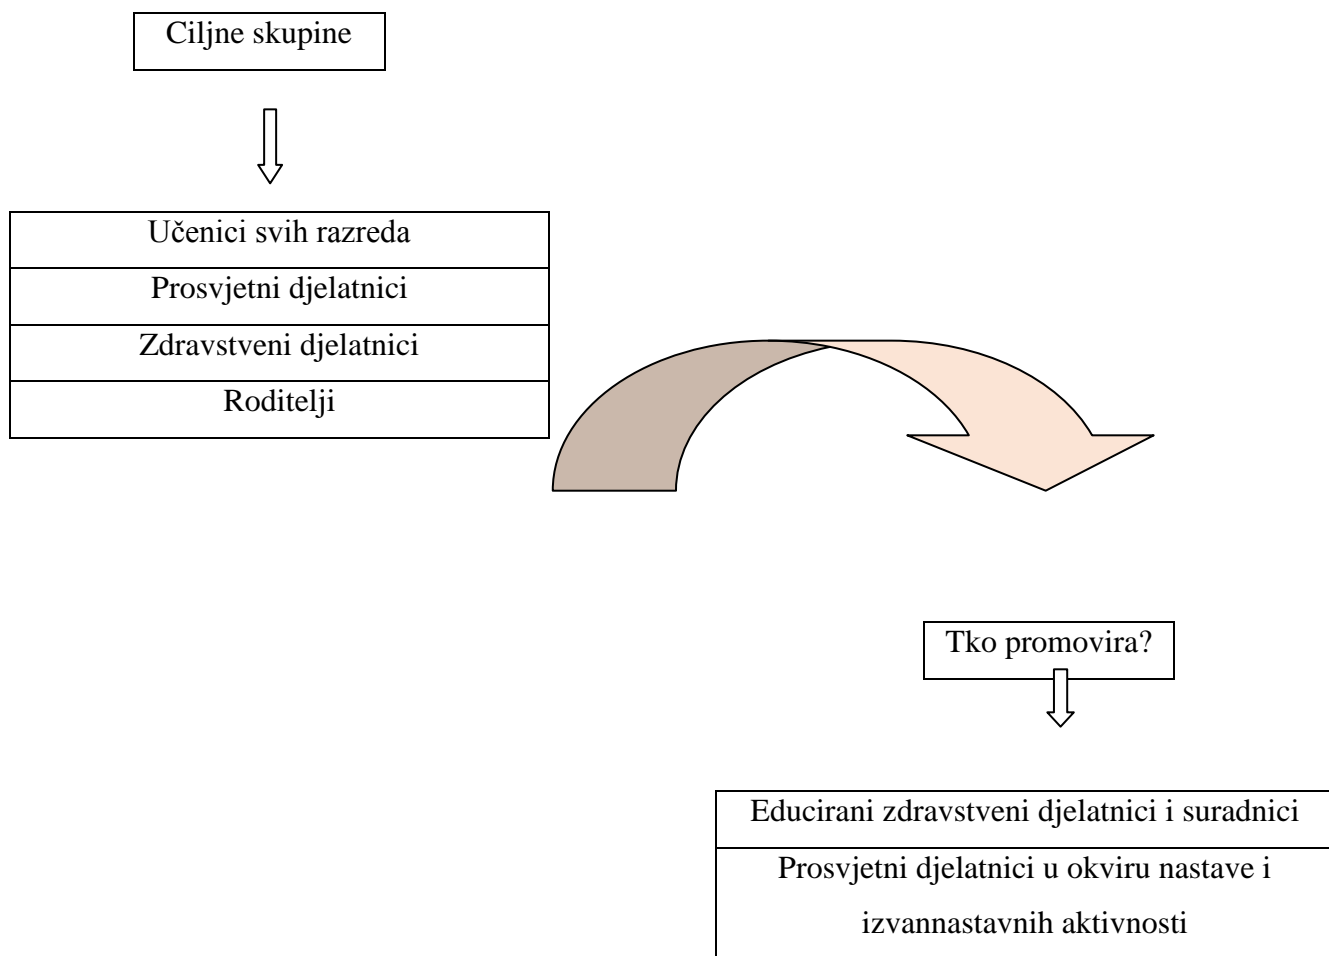 Ciljne skupine
Učenici svih razreda
Prosvjetni djelatnici
Zdravstveni djelatnici
Roditelji
Tko promovira?
Educirani zdravstveni djelatnici i suradnici
Prosvjetni djelatnici u okviru nastave i
izvannastavnih aktivnosti